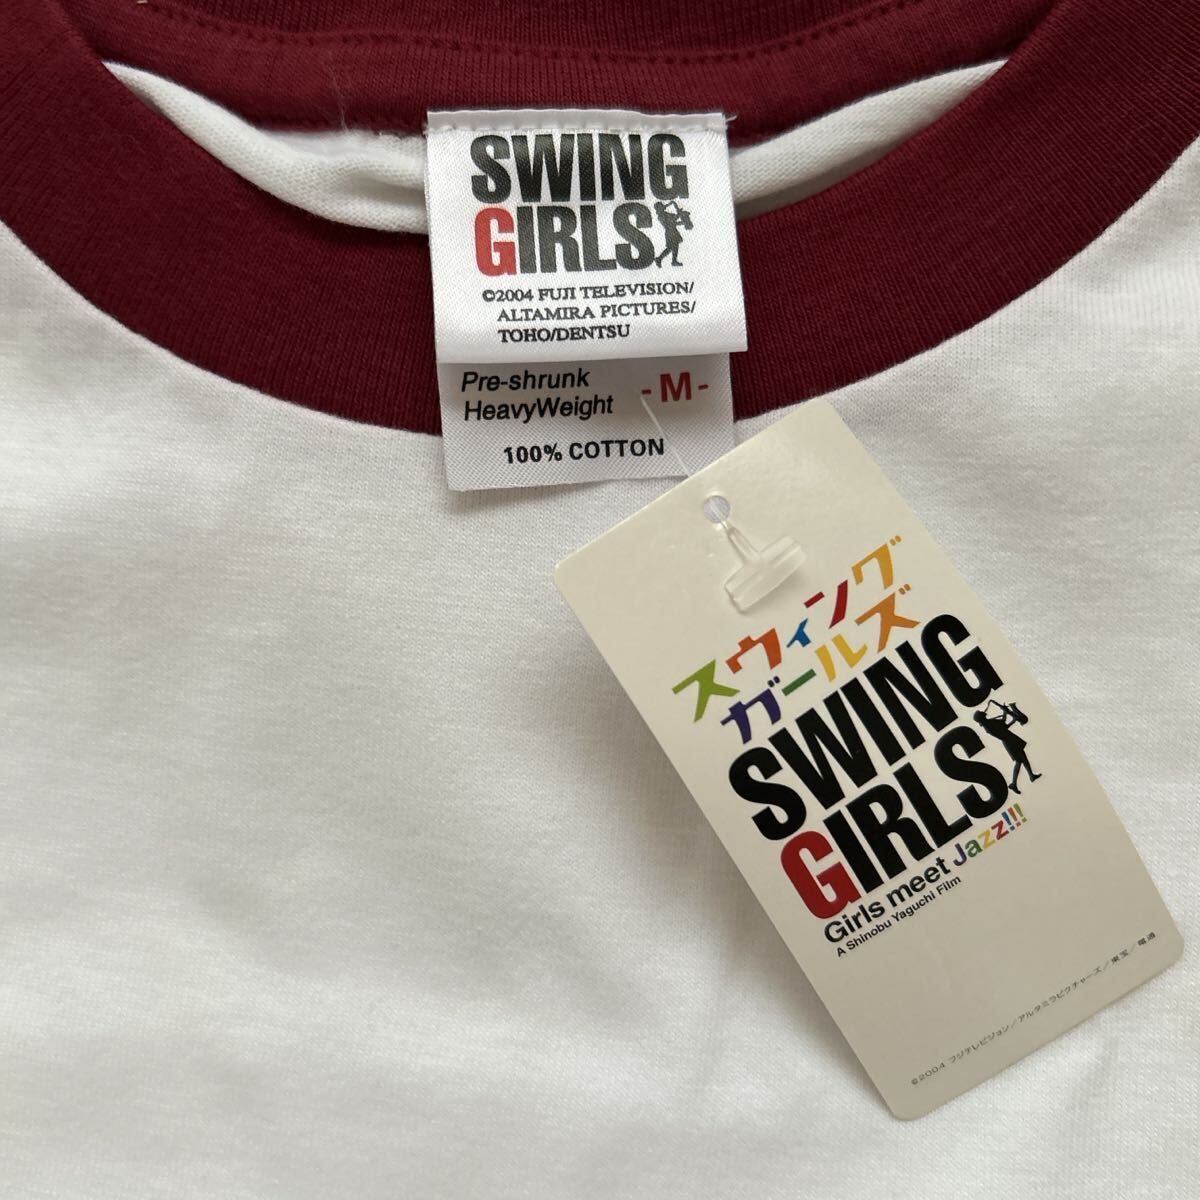 SWING
GIRLS
©2004 FUJI TELEVISION/
ALTAMIRA PICTURES/
TOHO/DENTSU
Pre-shrunk
HeavyWeight
-M-
100% COTTON
スウィング
ガールズ
SWING
GIRLS
Girls meet Jazz!!!
A Shinobu Yaguchi Film
©2004 フジテレビジョン／アルタミラピクチャーズ／東宝／電通